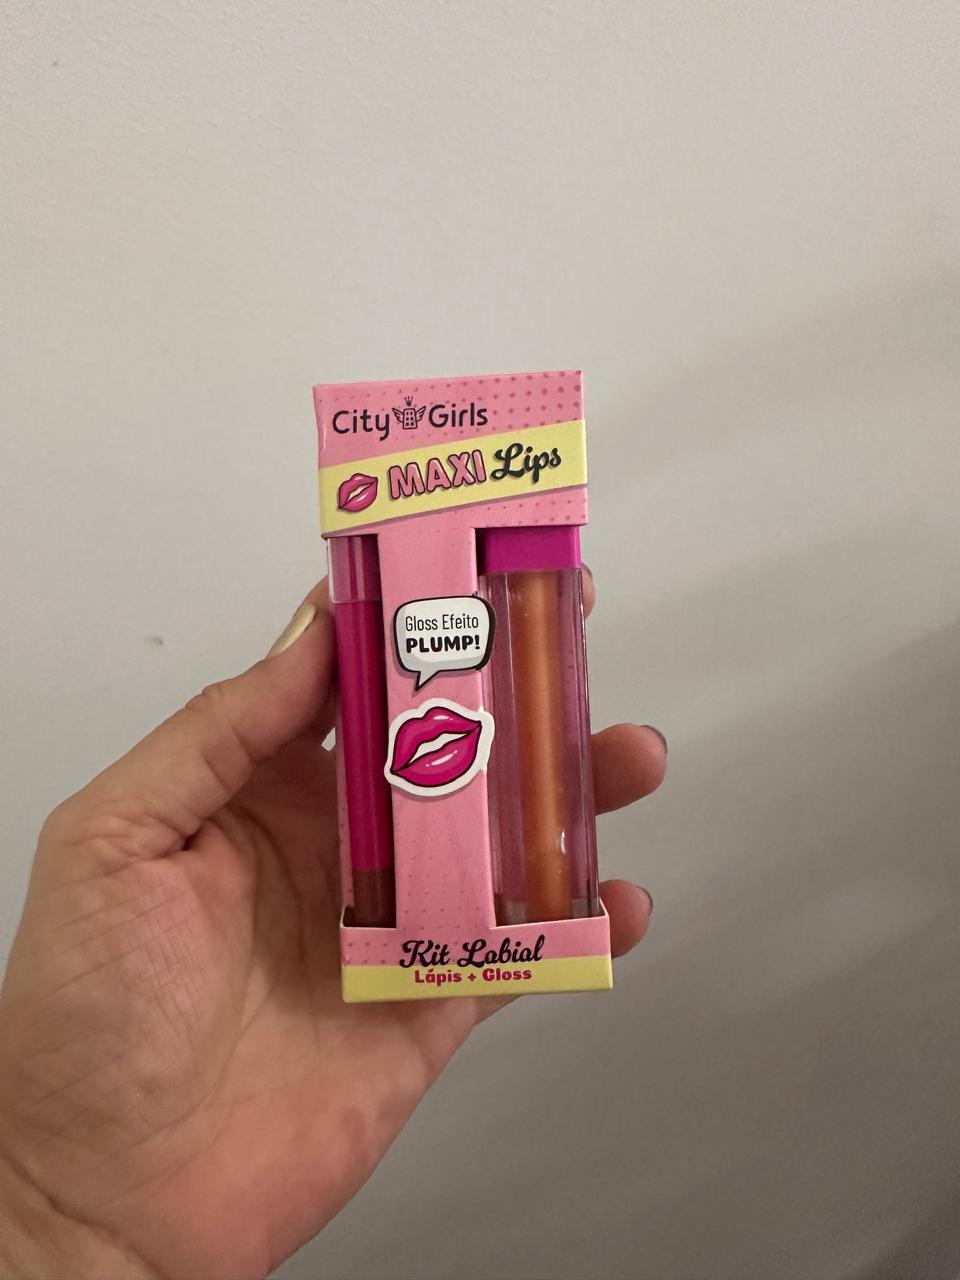 City Girls
MAXI Lips
Gloss Efeito
PLUMP!
Kit Labial
Lápis + Gloss